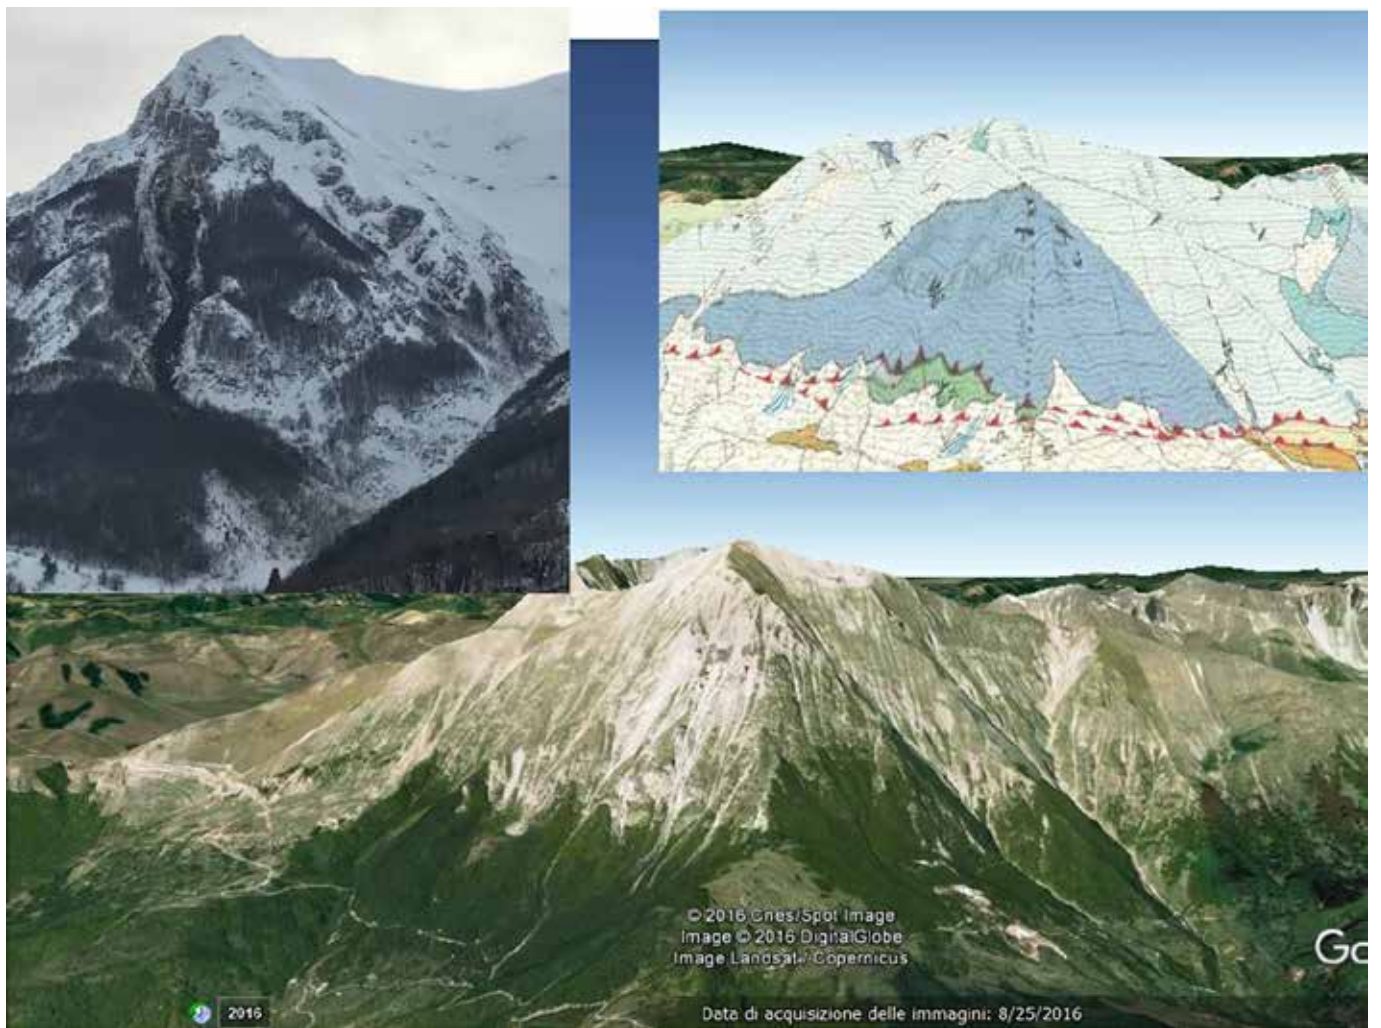 © 2016 Cnes/Spot Image
Image © 2016 DigitalGlobe
Image Landsat / Copernicus
Go
2016
Data di acquisizione delle immagini: 8/25/2016